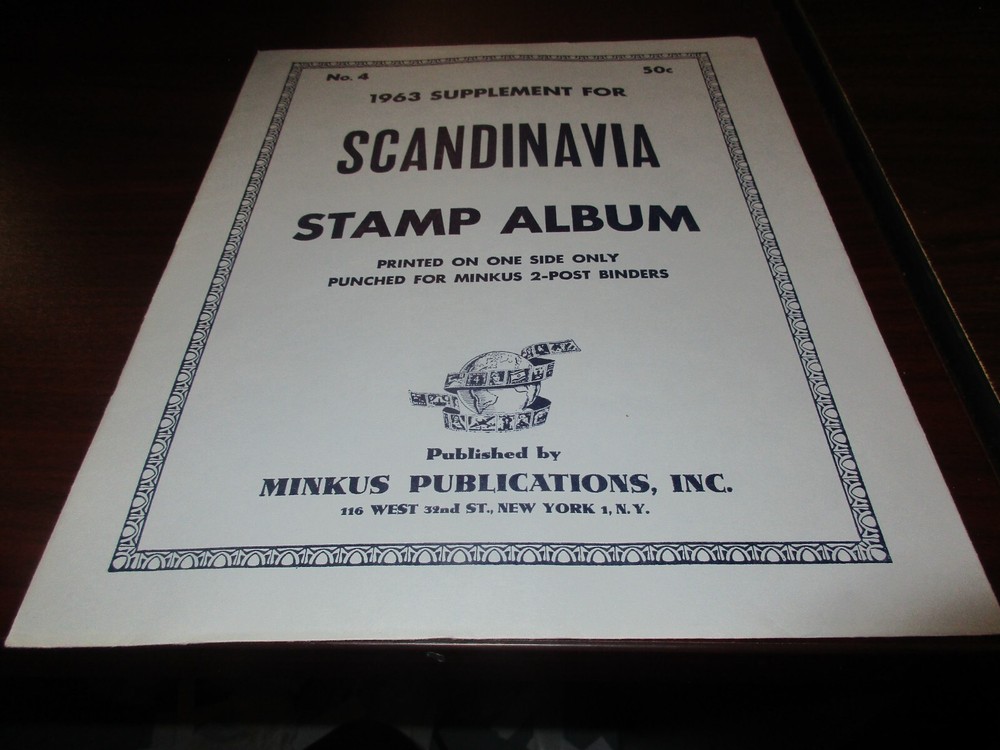 No. 4
50c
1963 SUPPLEMENT FOR
SCANDINAVIA
STAMP ALBUM
PRINTED ON ONE SIDE ONLY
PUNCHED FOR MINKUS 2-POST BINDERS
Published by
MINKUS PUBLICATIONS, INC.
116 WEST 32nd ST., NEW YORK 1, N. Y.